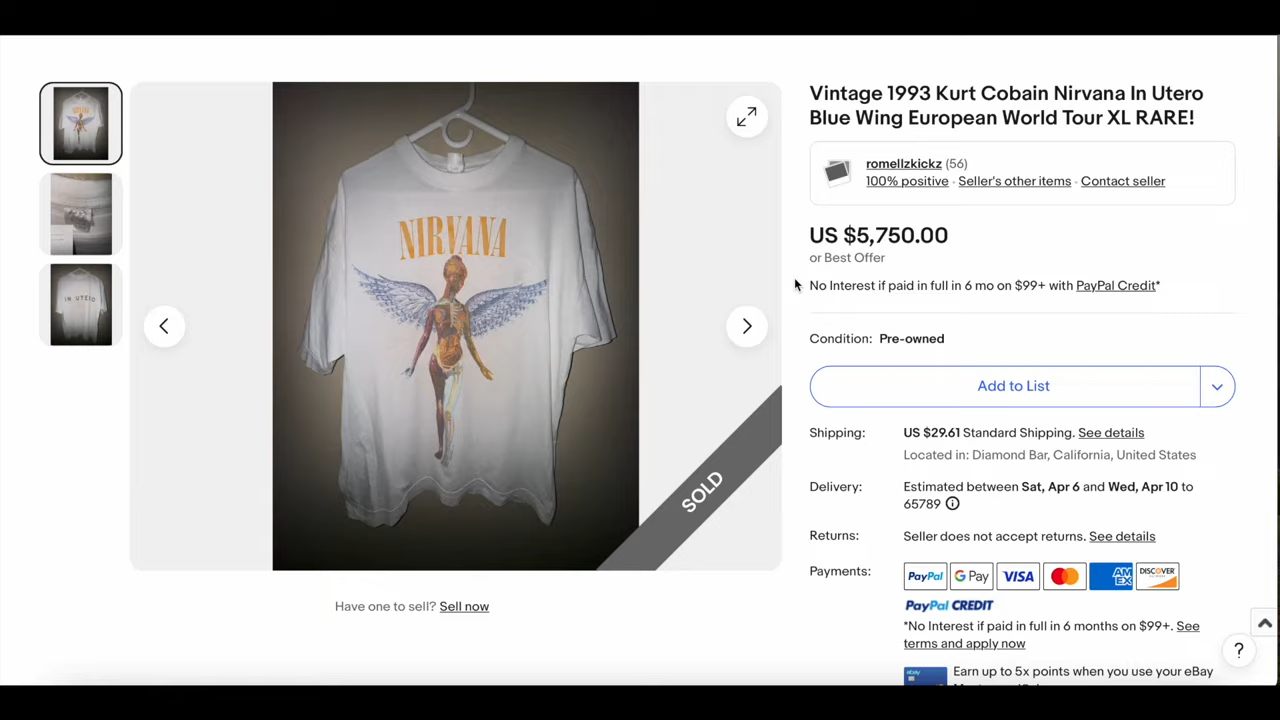 Vintage 1993 Kurt Cobain Nirvana In Utero
Blue Wing European World Tour XL RARE!
romellzkickz (56)
100% positive · Seller's other items · Contact seller
US $5,750.00
or Best Offer
No Interest if paid in full in 6 mo on $99+ with PayPal Credit*
Condition: Pre-owned
Add to List
Shipping: US $29.61 Standard Shipping. See details
Located in: Diamond Bar, California, United States
Delivery: Estimated between Sat, Apr 6 and Wed, Apr 10 to
65789
Returns: Seller does not accept returns. See details
Payments: PayPal G Pay VISA AM EX DISCOVER
PayPal CREDIT
*No Interest if paid in full in 6 months on $99+. See
terms and apply now
Earn up to 5x points when you use your eBay
NIRVANA
IN UTERO
SOLD
Have one to sell? Sell now
?